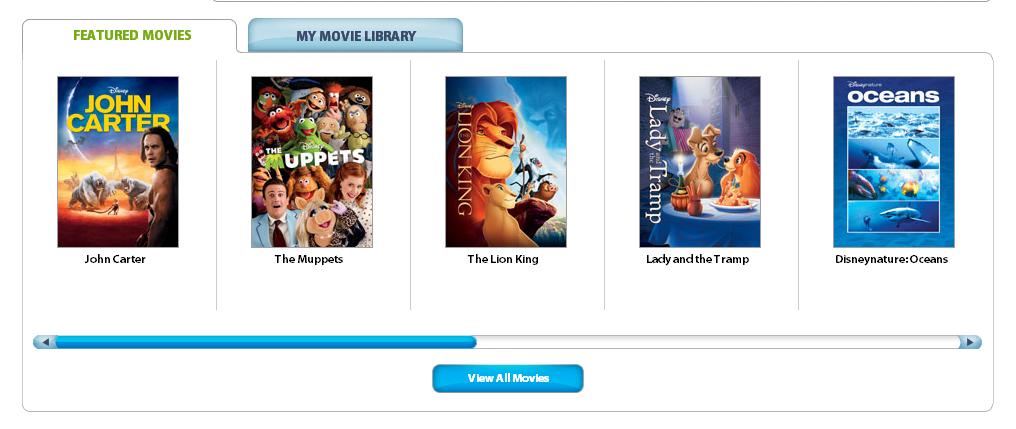 FEATURED MOVIES
MY MOVIE LIBRARY
Disney
JOHN
CARTER
Disney
THE
MUPPETS
Disney
THE
LION KING
Disney
Lady
and the
Tramp
Disneynature
oceans
John Carter
The Muppets
The Lion King
Lady and the Tramp
Disneynature: Oceans
View All Movies